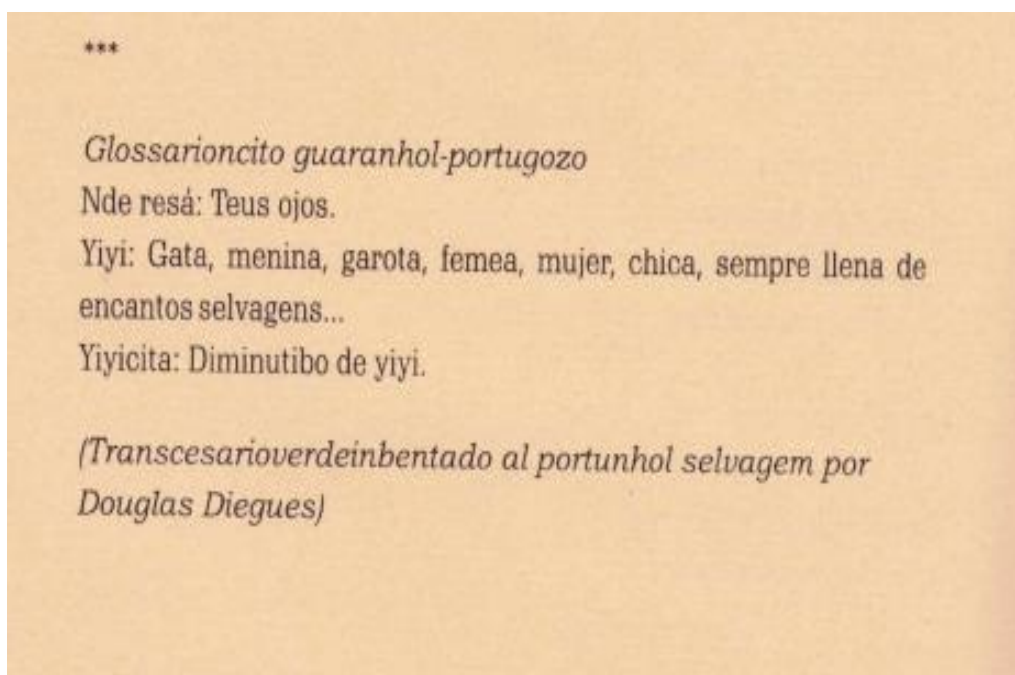 ***
Glossarioncito guaranhol-portugozo
Nde resá: Teus ojos.
Yiyi: Gata, menina, garota, femea, mujer, chica, sempre llena de
encantos selvagens...
Yiyicita: Diminutibo de yiyi.
(Transcesarioverdeinbentado al portunhol selvagem por
Douglas Diegues)